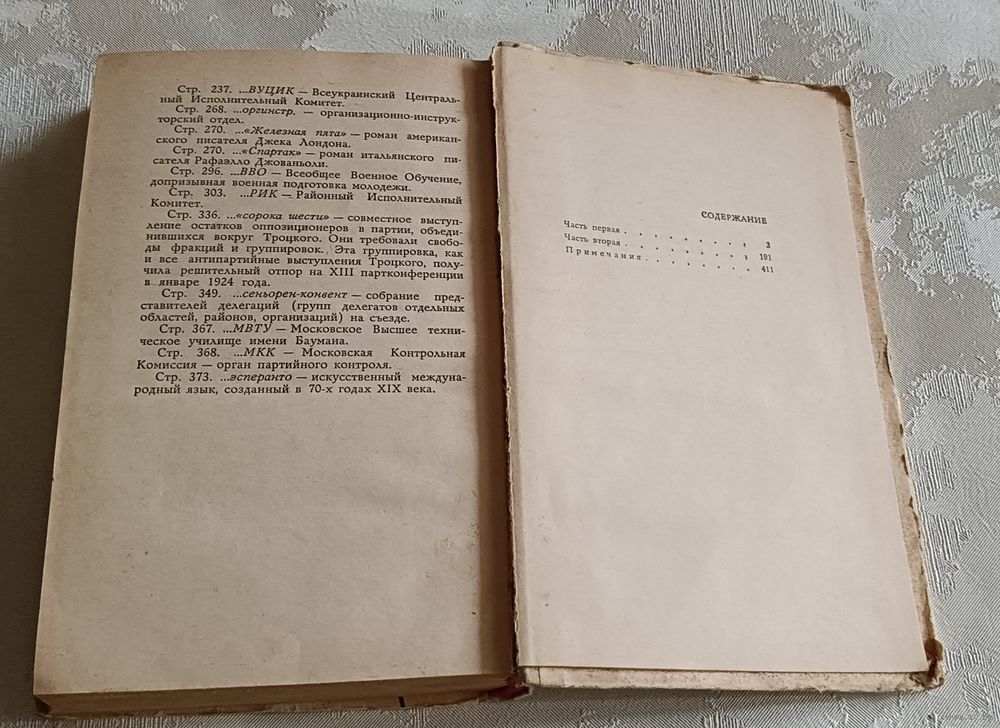 Стр. 237. ...ВУЦИК — Всеукраинский Централь-
ный Исполнительный Комитет.
Стр. 268. ...оргинстр. — организационно-инструк-
торский отдел.
Стр. 270. ...«Железная пята» — роман американ-
ского писателя Джека Лондона.
Стр. 270. ...«Спартак» — роман итальянского пи-
сателя Рафаэлло Джованьоли.
Стр. 296. ...ВВО — Всеобщее Военное Обучение,
допризывная военная подготовка молодежи.
Стр. 303. ...РИК — Районный Исполнительный
Комитет.
Стр. 336. ...«сорока шести» — совместное выступ-
ление остатков оппозиционеров в партии, объеди-
нившихся вокруг Троцкого. Они требовали свобо-
ды фракций и группировок. Эта группировка, как
и все антипартийные выступления Троцкого, полу-
чила решительный отпор на XIII партконференции
в январе 1924 года.
Стр. 349. ...сеньорен-конвент — собрание пред-
ставителей делегаций (групп делегатов отдельных
областей, районов, организаций) на съезде.
Стр. 367. ...МВТУ — Московское Высшее техни-
ческое училище имени Баумана.
Стр. 368. ...МКК — Московская Контрольная
Комиссия — орган партийного контроля.
Стр. 373. ...эсперанто — искусственный междуна-
родный язык, созданный в 70-х годах XIX века.
СОДЕРЖАНИЕ
Часть первая . . . . . . . . 3
Часть вторая . . . . . . . . 191
Примечания . . . . . . . . 411